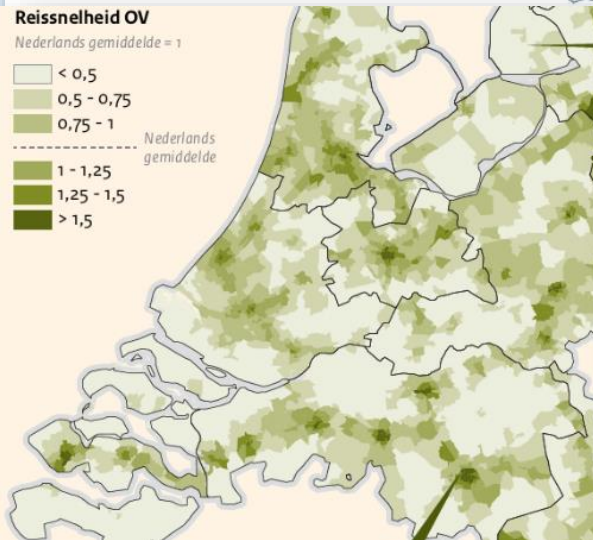 Reissnelheid OV
Nederlands gemiddelde = 1
< 0,5
0,5 - 0,75
0,75 - 1
Nederlands
gemiddelde
1 - 1,25
1,25 - 1,5
> 1,5